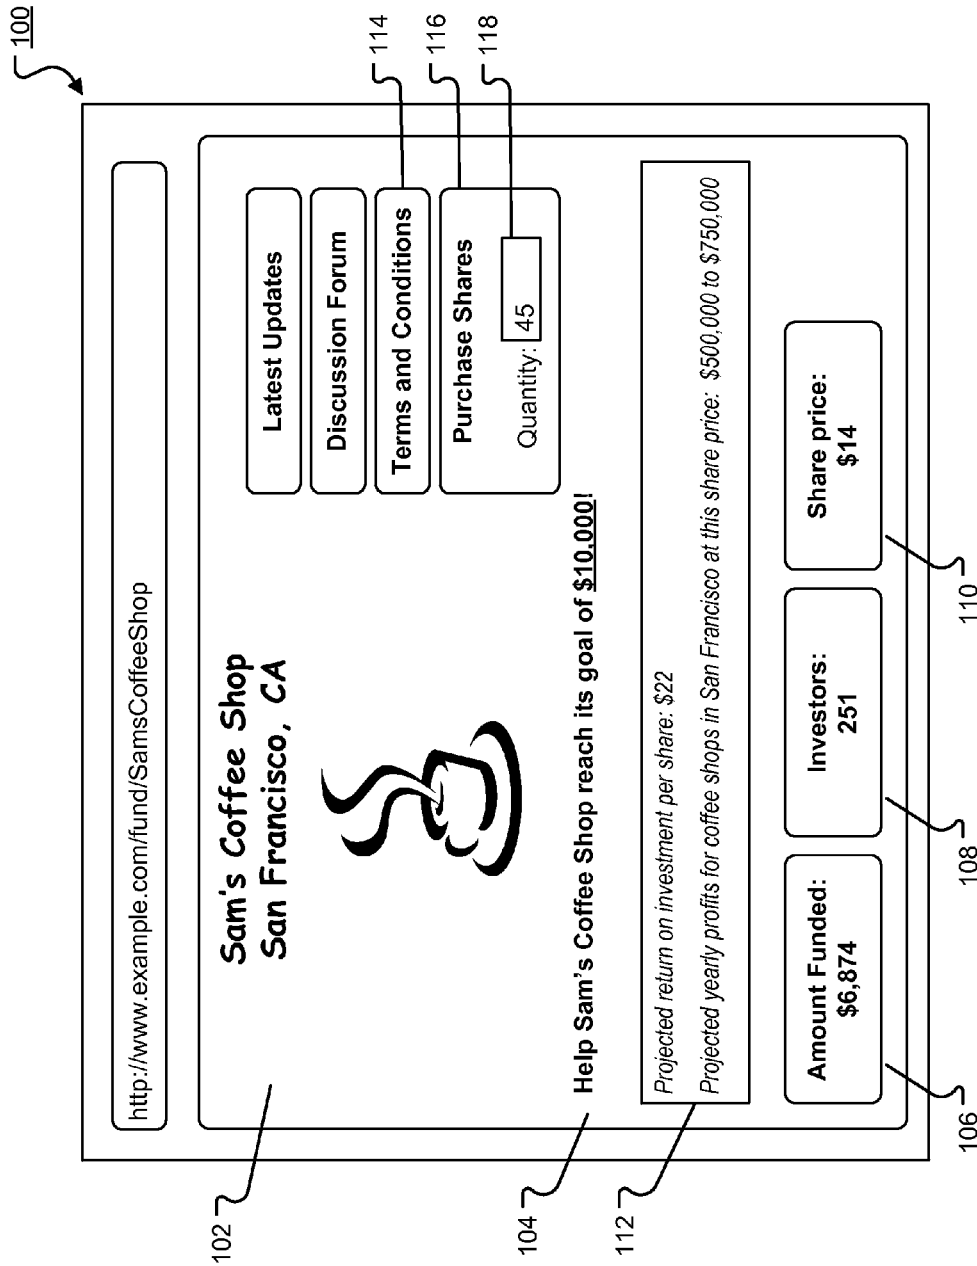 100
http://www.example.com/fund/SamsCoffeeShop
102
Sam's Coffee Shop
San Francisco, CA
Latest Updates
Discussion Forum
Terms and Conditions
114
Purchase Shares
116
Quantity: 45
118
104
Help Sam's Coffee Shop reach its goal of $10,000!
112
Projected return on investment per share: $22
Projected yearly profits for coffee shops in San Francisco at this share price: $500,000 to $750,000
Amount Funded:
$6,874
Investors:
251
Share price:
$14
106
108
110